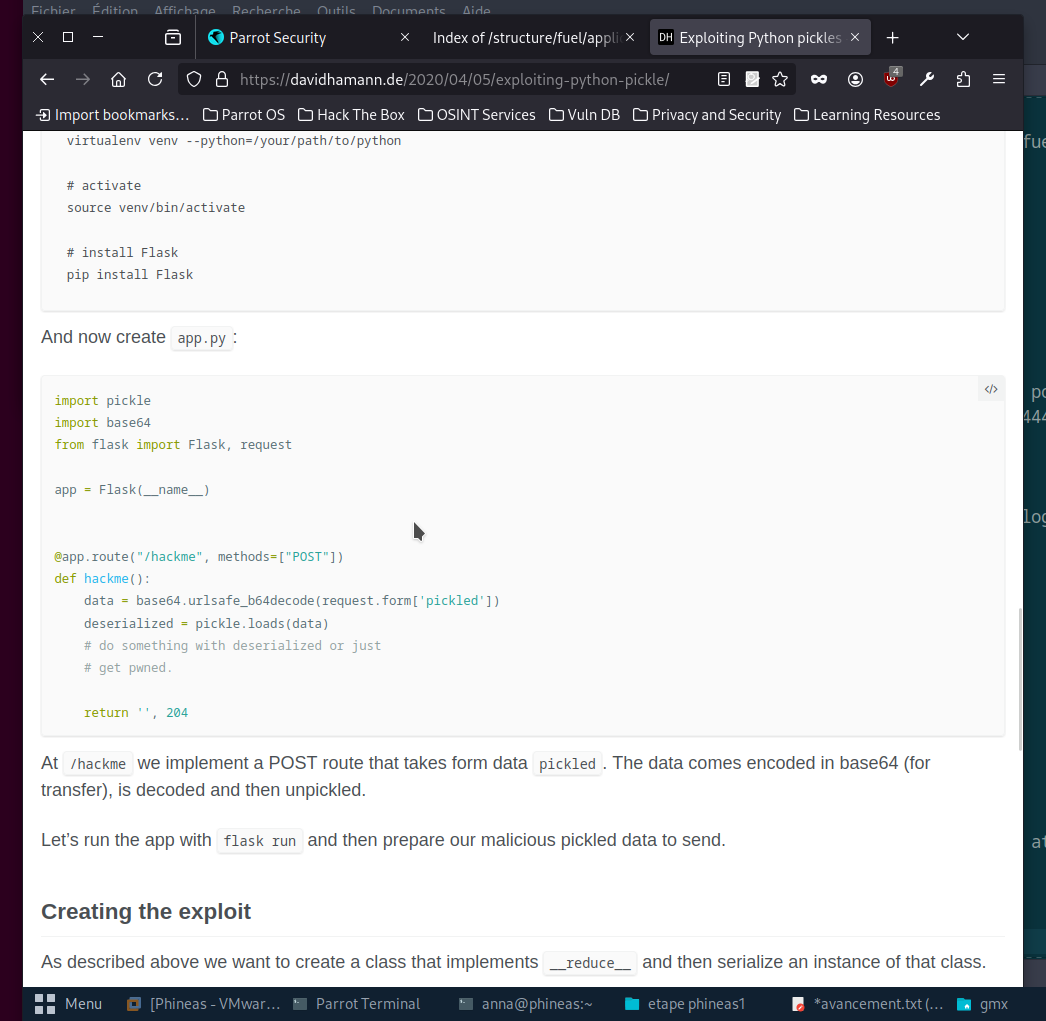 Fichier Édition Affichage Recherche Outils Documents Aide
Parrot Security
Index of /structure/fuel/appli
DH Exploiting Python pickles
https://davidhamann.de/2020/04/05/exploiting-python-pickle/
4
Import bookmarks… Parrot OS Hack The Box OSINT Services Vuln DB Privacy and Security Learning Resources
virtualenv venv --python=/your/path/to/python
# activate
source venv/bin/activate
# install Flask
pip install Flask
And now create app.py:
</>
import pickle
import base64
from flask import Flask, request
app = Flask(__name__)
@app.route("/hackme", methods=["POST"])
def hackme():
data = base64.urlsafe_b64decode(request.form['pickled'])
deserialized = pickle.loads(data)
# do something with deserialized or just
# get pwned.
return '', 204
At /hackme we implement a POST route that takes form data pickled. The data comes encoded in base64 (for
transfer), is decoded and then unpickled.
Let’s run the app with flask run and then prepare our malicious pickled data to send.
Creating the exploit
As described above we want to create a class that implements __reduce__ and then serialize an instance of that class.
Menu [Phineas - VMwar… Parrot Terminal anna@phineas:~ etape phineas1 *avancement.txt (… gmx